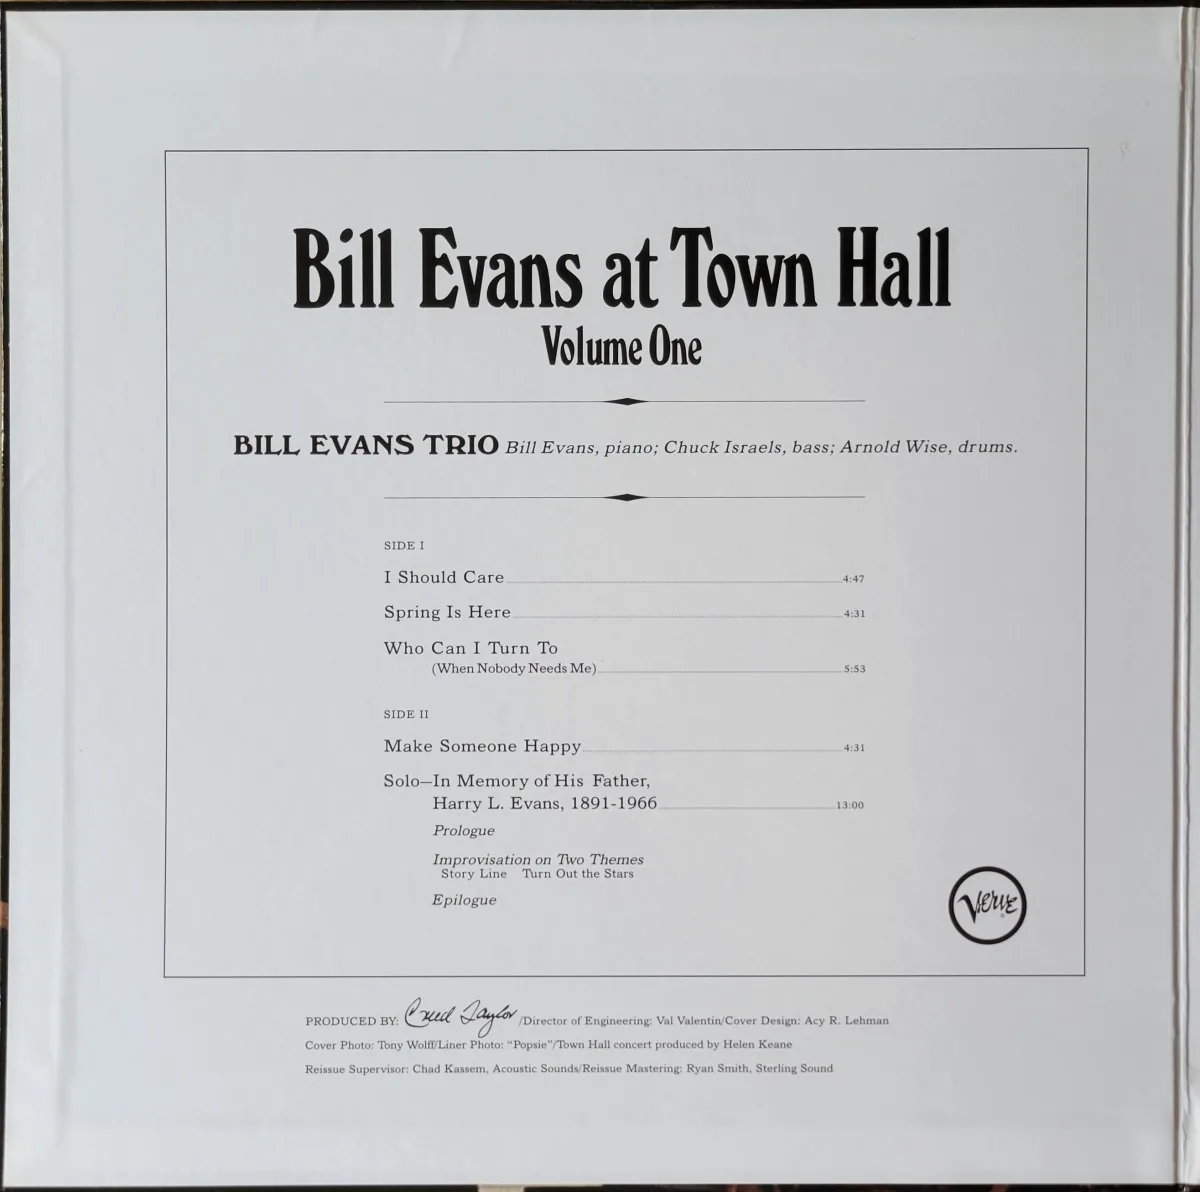 Bill Evans at Town Hall
Volume One
BILL EVANS TRIO Bill Evans, piano; Chuck Israels, bass; Arnold Wise, drums.
SIDE I
I Should Care 4:47
Spring Is Here 4:31
Who Can I Turn To
(When Nobody Needs Me) 5:53
SIDE II
Make Someone Happy 4:31
Solo—In Memory of His Father,
Harry L. Evans, 1891-1966 13:00
Prologue
Improvisation on Two Themes
Story Line Turn Out the Stars
Epilogue
Verve
PRODUCED BY: Creed Taylor /Director of Engineering: Val Valentin/Cover Design: Acy R. Lehman
Cover Photo: Tony Wolff/Liner Photo: “Popsie”/Town Hall concert produced by Helen Keane
Reissue Supervisor: Chad Kassem, Acoustic Sounds/Reissue Mastering: Ryan Smith, Sterling Sound